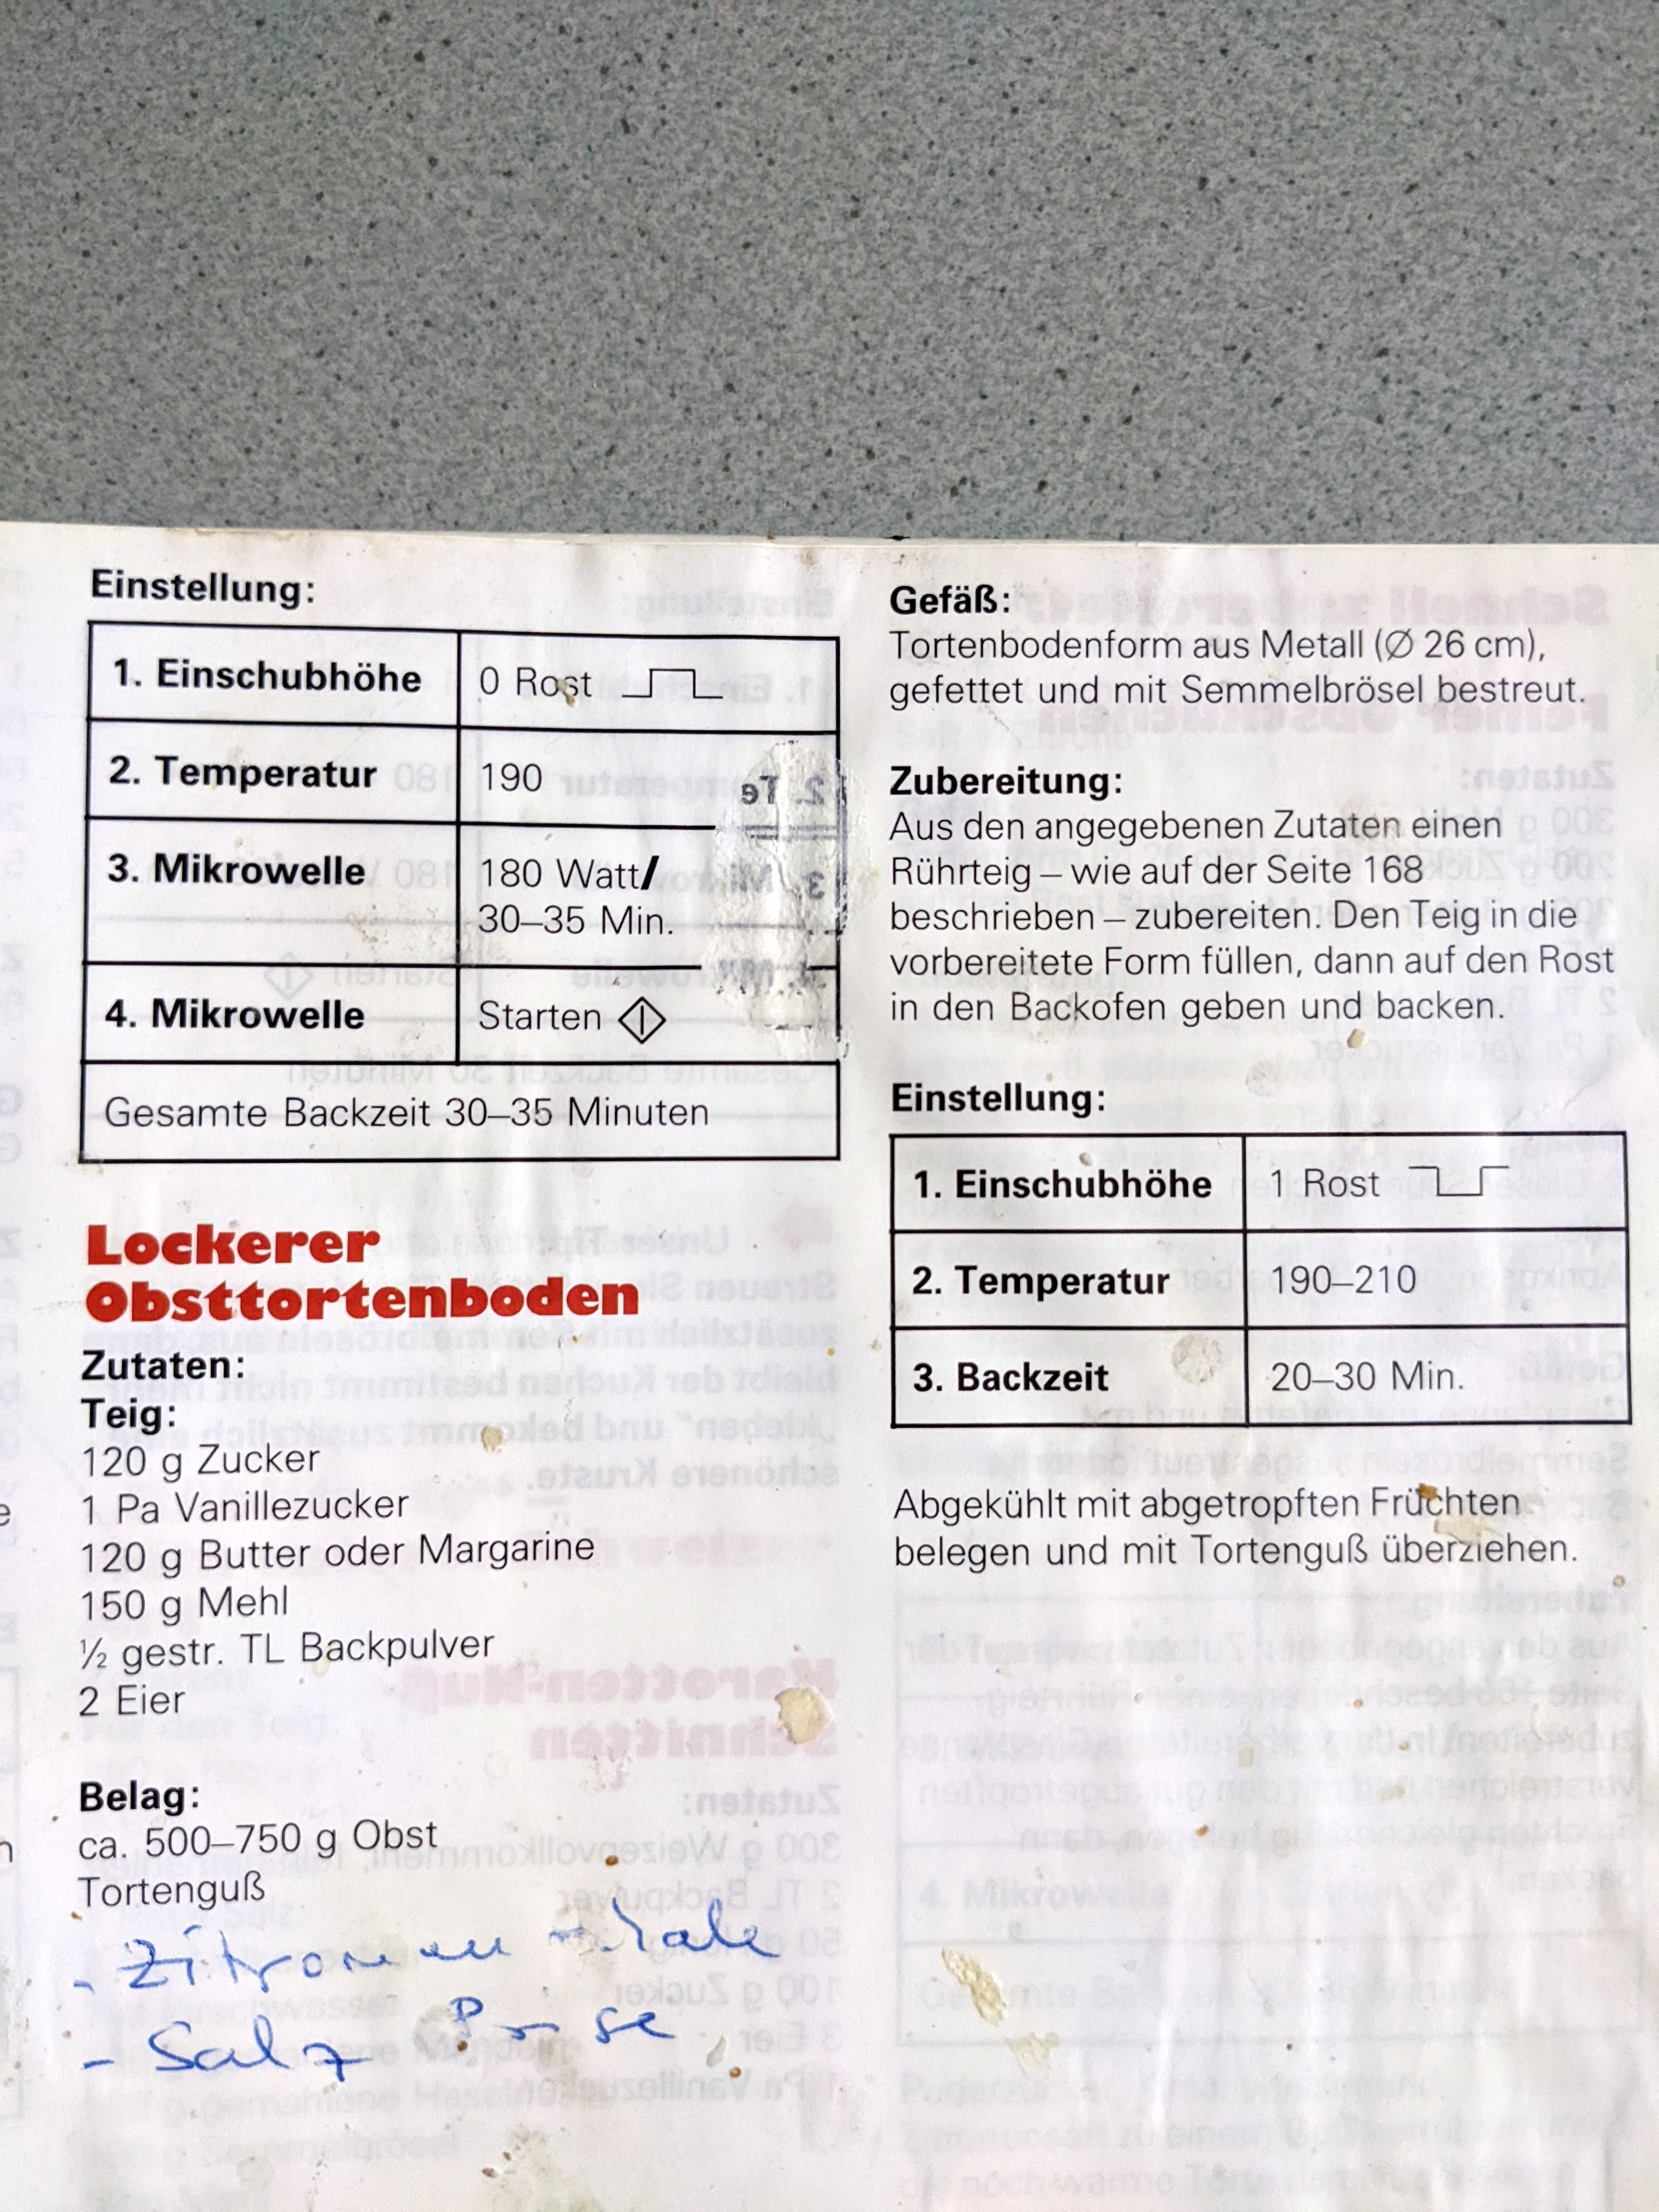 Einstellung:
1. Einschubhöhe 0 Rost
2. Temperatur 190
3. Mikrowelle 180 Watt/
30–35 Min.
4. Mikrowelle Starten
Gesamte Backzeit 30–35 Minuten
Lockerer
Obsttortenboden
Zutaten:
Teig:
120 g Zucker
1 Pa Vanillezucker
120 g Butter oder Margarine
150 g Mehl
½ gestr. TL Backpulver
2 Eier
Belag:
ca. 500–750 g Obst
Tortenguß
- Zitronen
- Salz Prise
Gefäß:
Tortenbodenform aus Metall (Ø 26 cm),
gefettet und mit Semmelbrösel bestreut.
Zubereitung:
Aus den angegebenen Zutaten einen
Rührteig – wie auf der Seite 168
beschrieben – zubereiten. Den Teig in die
vorbereitete Form füllen, dann auf den Rost
in den Backofen geben und backen.
Einstellung:
1. Einschubhöhe 1 Rost
2. Temperatur 190–210
3. Backzeit 20–30 Min.
Abgekühlt mit abgetropften Früchten
belegen und mit Tortenguß überziehen.